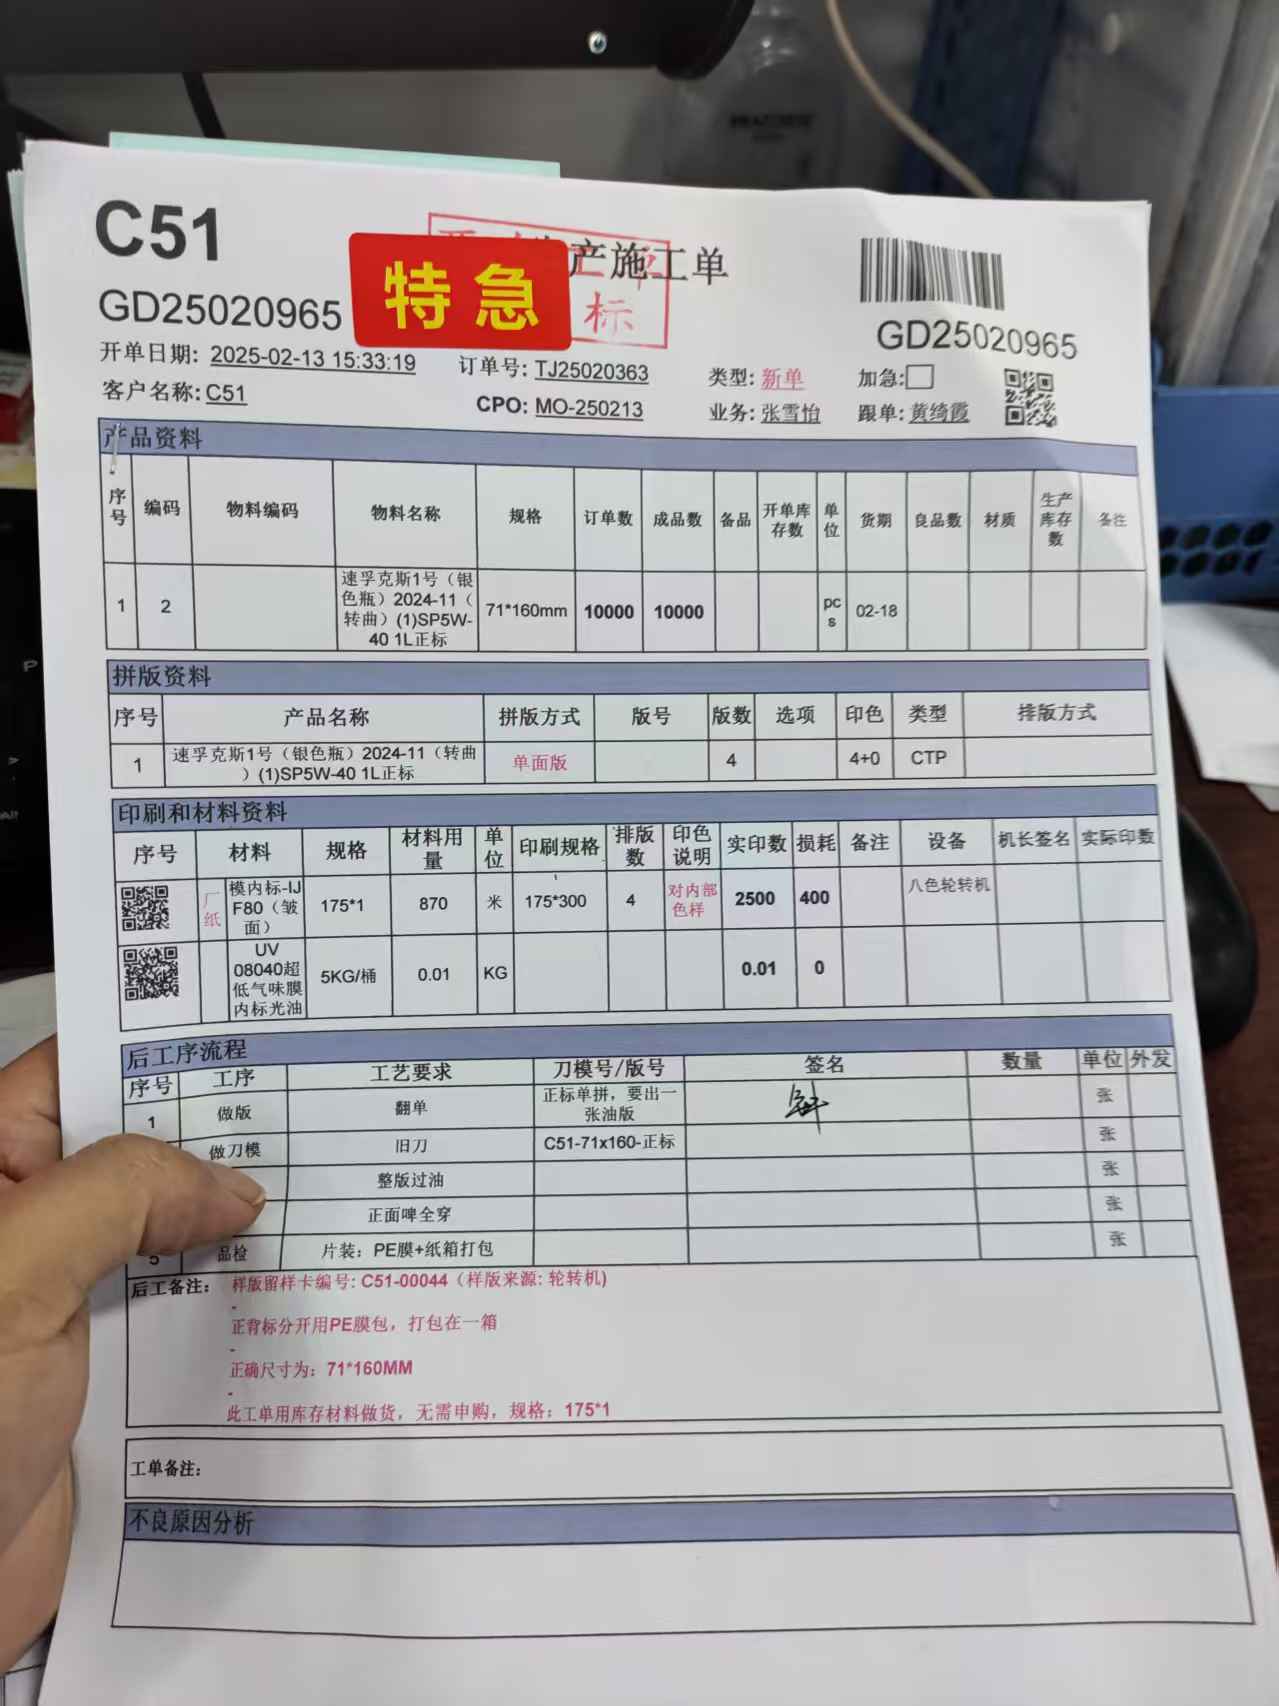 C51
特急
产施工单
标
GD25020965
GD25020965
开单日期: 2025-02-13 15:33:19 订单号: TJ25020363 类型: 新单 加急:
客户名称: C51 CPO: MO-250213 业务: 张雪怡 跟单: 黄绮霞
产品资料
序号 编码 物料编码 物料名称 规格 订单数 成品数 备品 开单库存数 单位 货期 良品数 材质 生产库存数 备注
1 2 速孚克斯1号（银色瓶）2024-11（转曲）(1)SP5W-40 1L正标 71*160mm 10000 10000 pcs 02-18
拼版资料
序号 产品名称 拼版方式 版号 版数 选项 印色 类型 排版方式
1 速孚克斯1号（银色瓶）2024-11（转曲）(1)SP5W-40 1L正标 单面版 4 4+0 CTP
印刷和材料资料
序号 材料 规格 材料用量 单位 印刷规格 排版数 印色说明 实印数 损耗 备注 设备 机长签名 实际印数
厂纸 模内标-IJF80（皱面） 175*1 870 米 175*300 4 对内部色样 2500 400 八色轮转机
UV 08040超低气味膜内标光油 5KG/桶 0.01 KG 0.01 0
后工序流程
序号 工序 工艺要求 刀模号/版号 签名 数量 单位 外发
1 做版 翻单 正标单拼，要出一张油版 张
做刀模 旧刀 C51-71x160-正标 张
整版过油 张
正面啤全穿 张
5 品检 片装：PE膜+纸箱打包 张
后工备注: 样版留样卡编号: C51-00044（样版来源: 轮转机)
-
正背标分开用PE膜包，打包在一箱
-
正确尺寸为：71*160MM
-
此工单用库存材料做货，无需申购，规格：175*1
工单备注:
不良原因分析